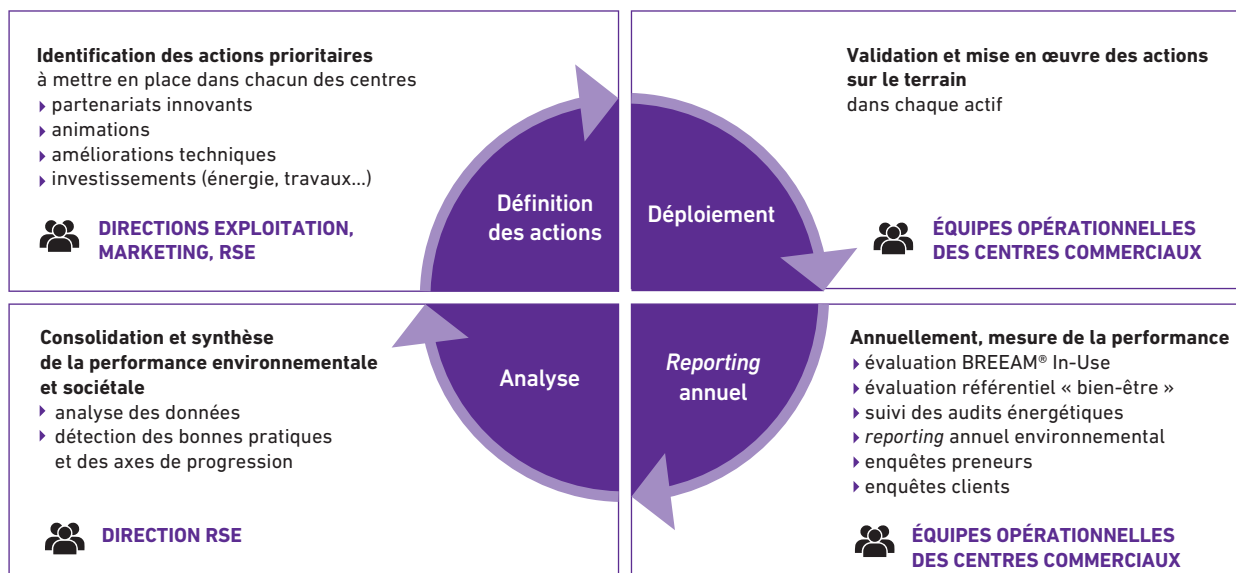 Identification des actions prioritaires
à mettre en place dans chacun des centres
partenariats innovants
animations
améliorations techniques
investissements (énergie, travaux...)
DIRECTIONS EXPLOITATION,
MARKETING, RSE
Définition
des actions
Déploiement
Validation et mise en œuvre des actions
sur le terrain
dans chaque actif
ÉQUIPES OPÉRATIONNELLES
DES CENTRES COMMERCIAUX
Consolidation et synthèse
de la performance environnementale
et sociétale
analyse des données
détection des bonnes pratiques
et des axes de progression
DIRECTION RSE
Analyse
Reporting
annuel
Annuellement, mesure de la performance
évaluation BREEAM® In-Use
évaluation référentiel « bien-être »
suivi des audits énergétiques
reporting annuel environnemental
enquêtes preneurs
enquêtes clients
ÉQUIPES OPÉRATIONNELLES
DES CENTRES COMMERCIAUX